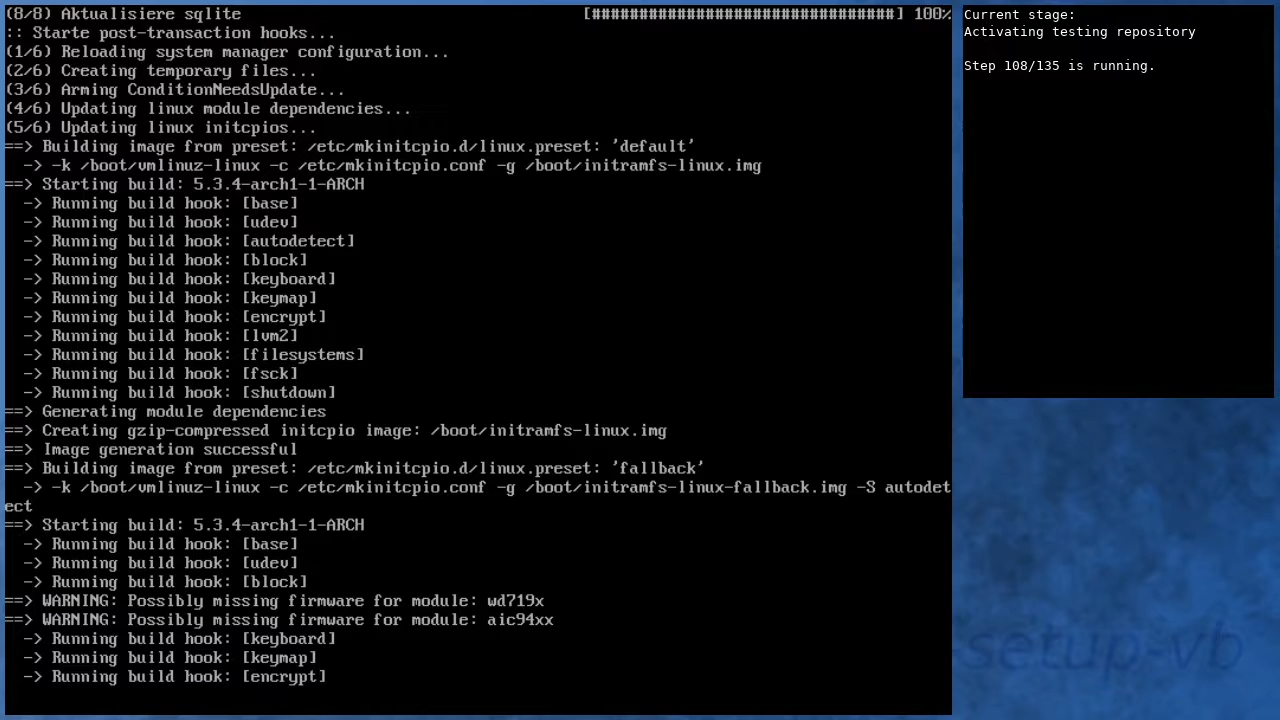 (8/8) Aktualisiere sqlite [################################] 100%
:: Starte post-transaction hooks...
(1/6) Reloading system manager configuration...
(2/6) Creating temporary files...
(3/6) Arming ConditionNeedsUpdate...
(4/6) Updating linux module dependencies...
(5/6) Updating linux initcpios...
==> Building image from preset: /etc/mkinitcpio.d/linux.preset: 'default'
  -> -k /boot/vmlinuz-linux -c /etc/mkinitcpio.conf -g /boot/initramfs-linux.img
==> Starting build: 5.3.4-arch1-1-ARCH
  -> Running build hook: [base]
  -> Running build hook: [udev]
  -> Running build hook: [autodetect]
  -> Running build hook: [block]
  -> Running build hook: [keyboard]
  -> Running build hook: [keymap]
  -> Running build hook: [encrypt]
  -> Running build hook: [lvm2]
  -> Running build hook: [filesystems]
  -> Running build hook: [fsck]
  -> Running build hook: [shutdown]
==> Generating module dependencies
==> Creating gzip-compressed initcpio image: /boot/initramfs-linux.img
==> Image generation successful
==> Building image from preset: /etc/mkinitcpio.d/linux.preset: 'fallback'
  -> -k /boot/vmlinuz-linux -c /etc/mkinitcpio.conf -g /boot/initramfs-linux-fallback.img -S autodet
ect
==> Starting build: 5.3.4-arch1-1-ARCH
  -> Running build hook: [base]
  -> Running build hook: [udev]
  -> Running build hook: [block]
==> WARNING: Possibly missing firmware for module: wd719x
==> WARNING: Possibly missing firmware for module: aic94xx
  -> Running build hook: [keyboard]
  -> Running build hook: [keymap]
  -> Running build hook: [encrypt]
Current stage:
Activating testing repository
Step 108/135 is running.
setup-vb